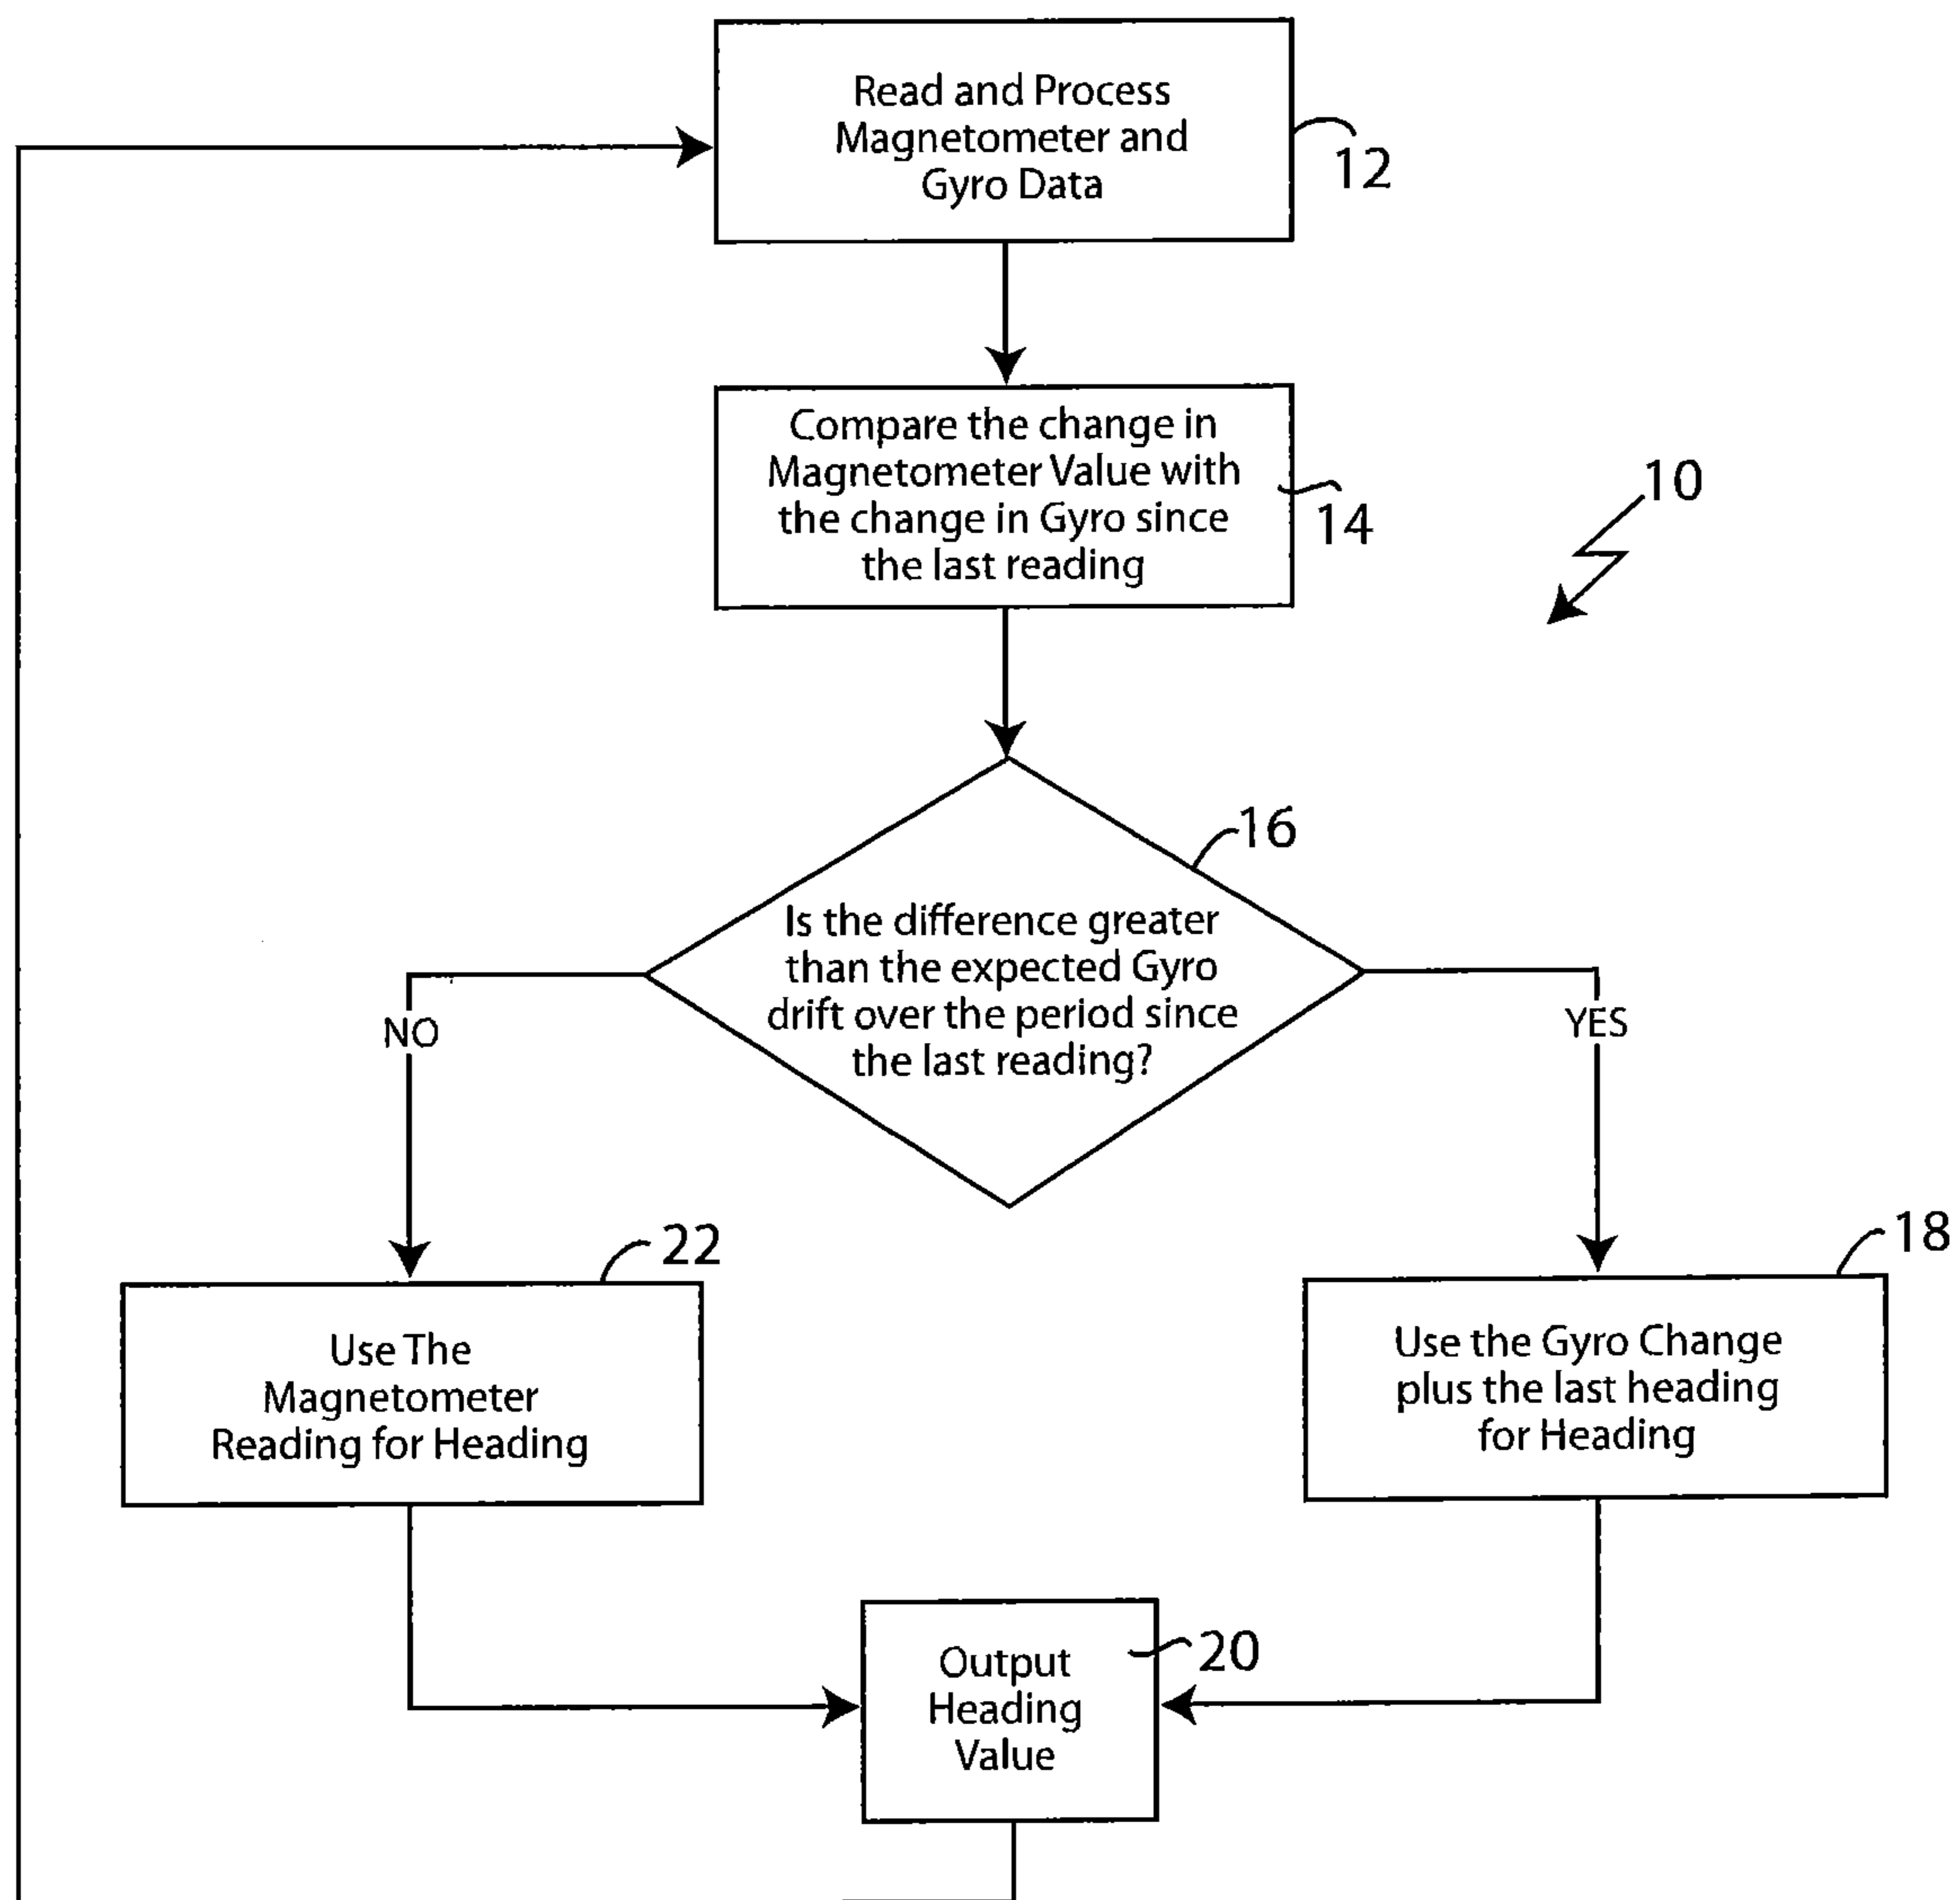 Read and Process
Magnetometer and
Gyro Data
12
Compare the change in
Magnetometer Value with
the change in Gyro since
the last reading
14
10
16
Is the difference greater
than the expected Gyro
drift over the period since
the last reading?
NO
YES
22
18
Use The
Magnetometer
Reading for Heading
Use the Gyro Change
plus the last heading
for Heading
Output
Heading
Value
20